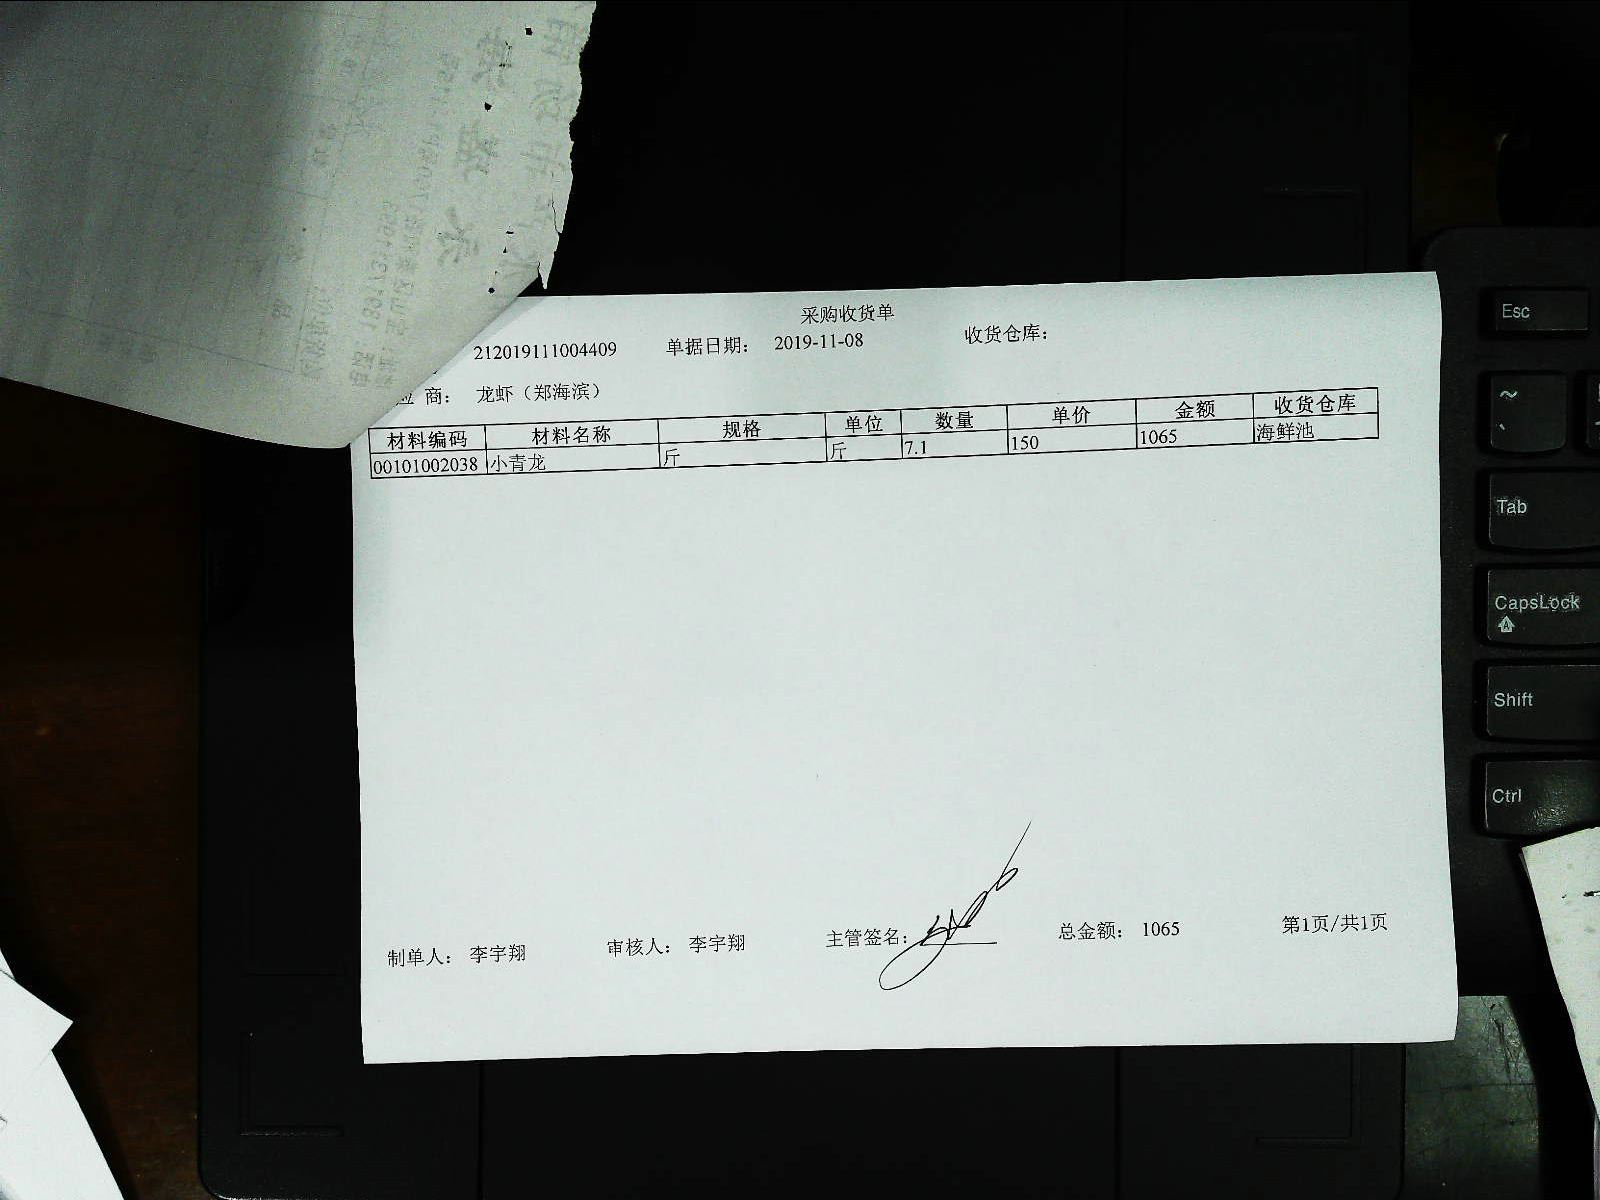 采购收货单
212019111004409 单据日期： 2019-11-08 收货仓库：
应 商： 龙虾（郑海滨）
材料编码 材料名称 规格 单位 数量 单价 金额 收货仓库
00101002038 小青龙 斤 斤 7.1 150 1065 海鲜池
制单人： 李宇翔 审核人： 李宇翔 主管签名： 总金额： 1065 第1页/共1页
Esc
~
Tab
CapsLock
Shift
Ctrl